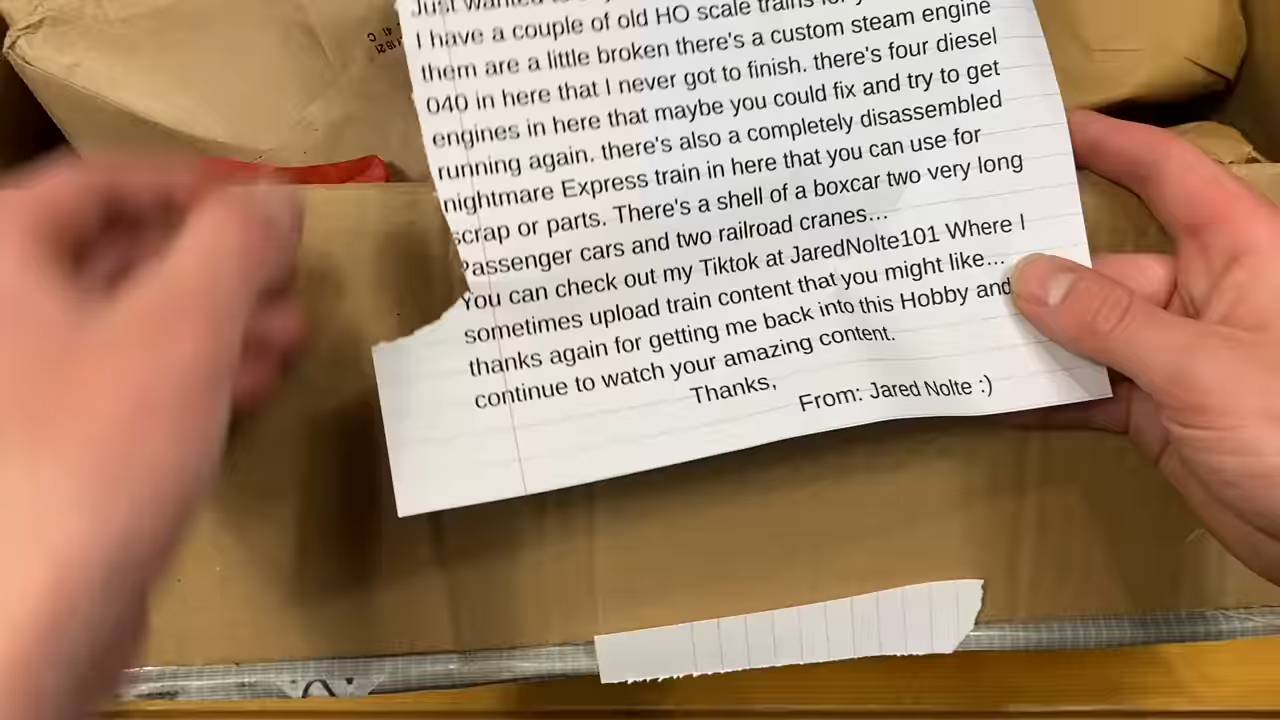 Just wanted
I have a couple of old HO scale trains for
them are a little broken there's a custom steam engine
040 in here that I never got to finish. there's four diesel
engines in here that maybe you could fix and try to get
running again. there's also a completely disassembled
nightmare Express train in here that you can use for
scrap or parts. There's a shell of a boxcar two very long
Passenger cars and two railroad cranes...
You can check out my Tiktok at JaredNolte101 Where I
sometimes upload train content that you might like...
thanks again for getting me back into this Hobby and
continue to watch your amazing content.
Thanks,
From: Jared Nolte :)